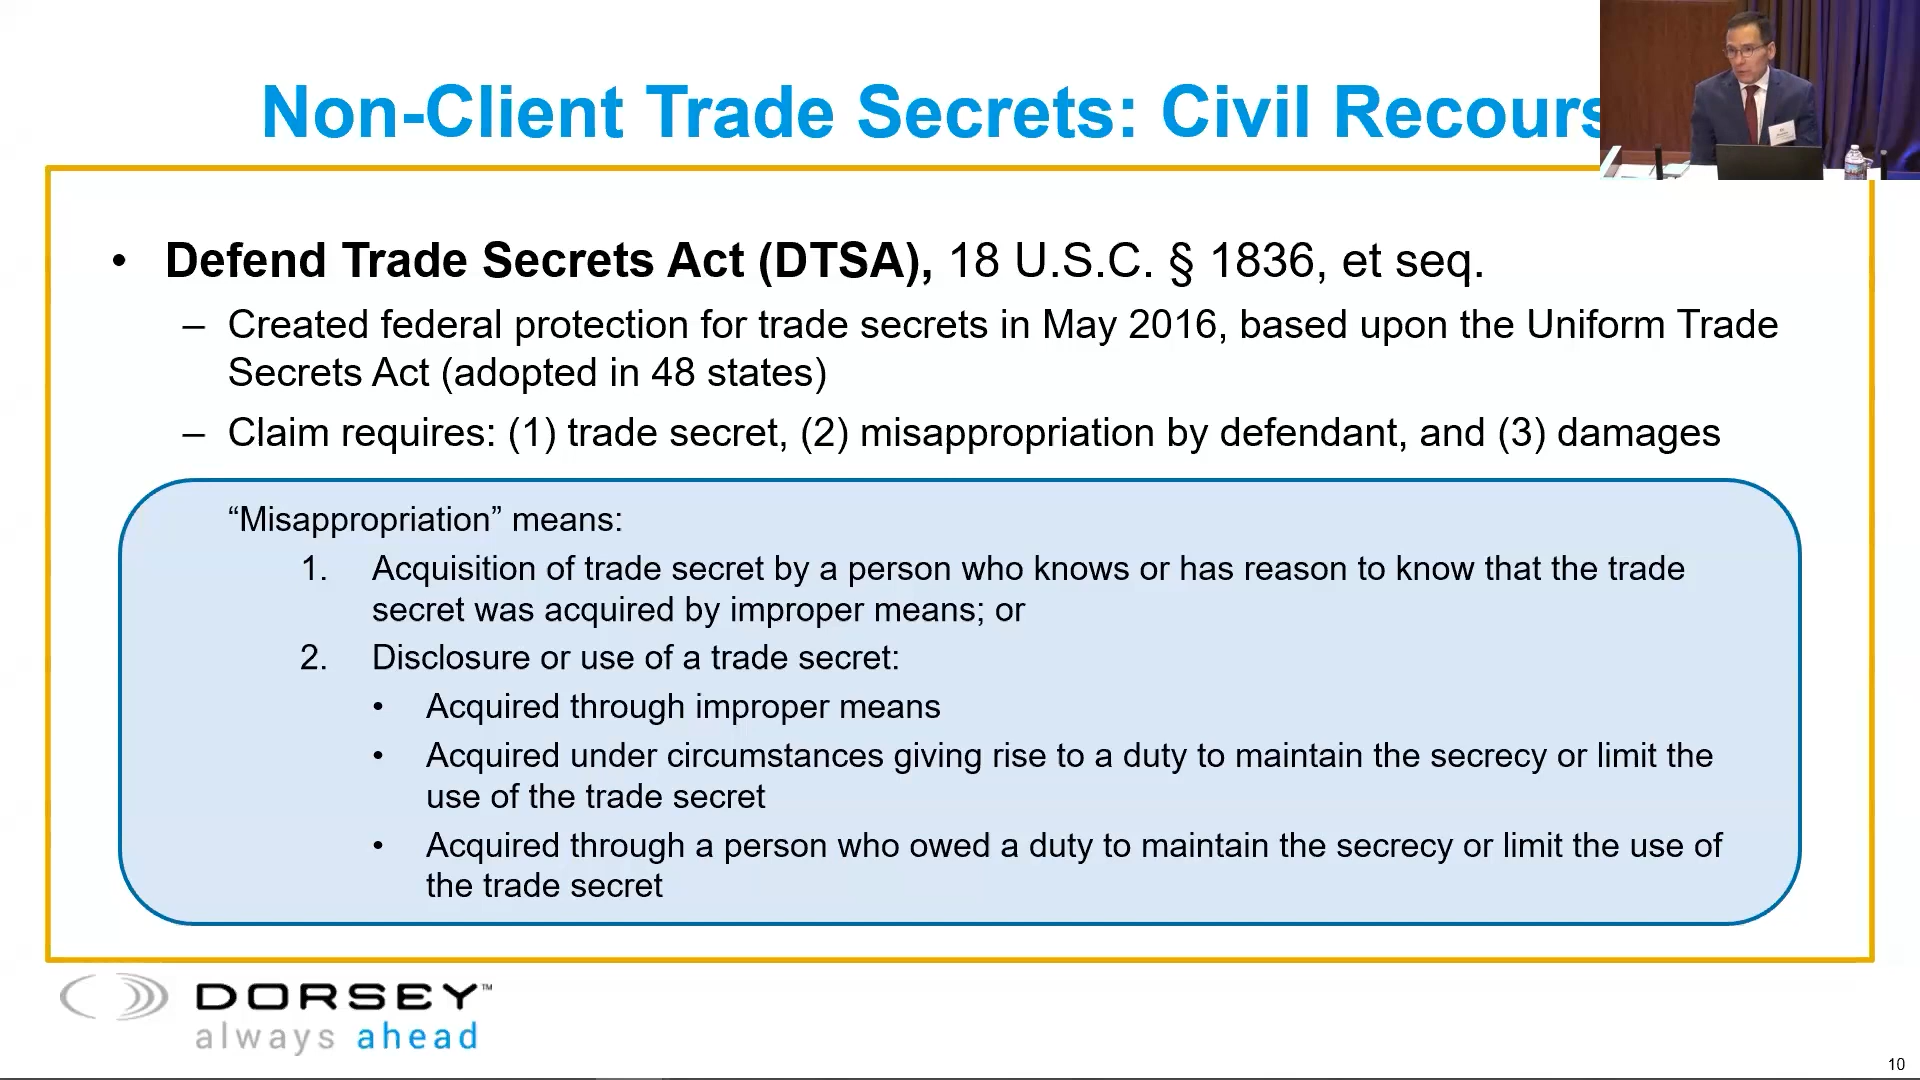 Non-Client Trade Secrets: Civil Recours
• Defend Trade Secrets Act (DTSA), 18 U.S.C. § 1836, et seq.
– Created federal protection for trade secrets in May 2016, based upon the Uniform Trade
Secrets Act (adopted in 48 states)
– Claim requires: (1) trade secret, (2) misappropriation by defendant, and (3) damages
“Misappropriation” means:
1. Acquisition of trade secret by a person who knows or has reason to know that the trade
secret was acquired by improper means; or
2. Disclosure or use of a trade secret:
• Acquired through improper means
• Acquired under circumstances giving rise to a duty to maintain the secrecy or limit the
use of the trade secret
• Acquired through a person who owed a duty to maintain the secrecy or limit the use of
the trade secret
DORSEY™
always ahead
10